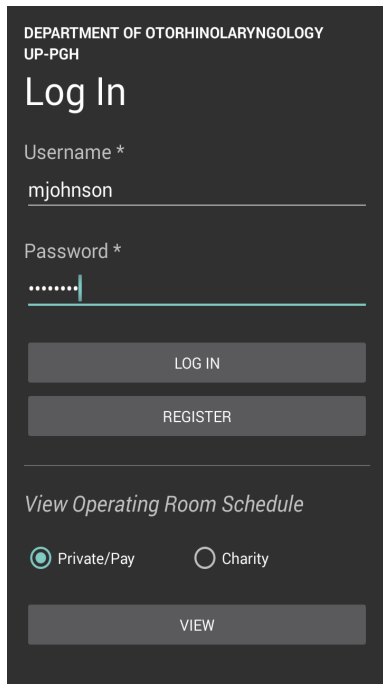 DEPARTMENT OF OTORHINOLARYNGOLOGY
UP-PGH
Log In
Username *
mjohnson
Password *
••••••••
LOG IN
REGISTER
View Operating Room Schedule
Private/Pay Charity
VIEW